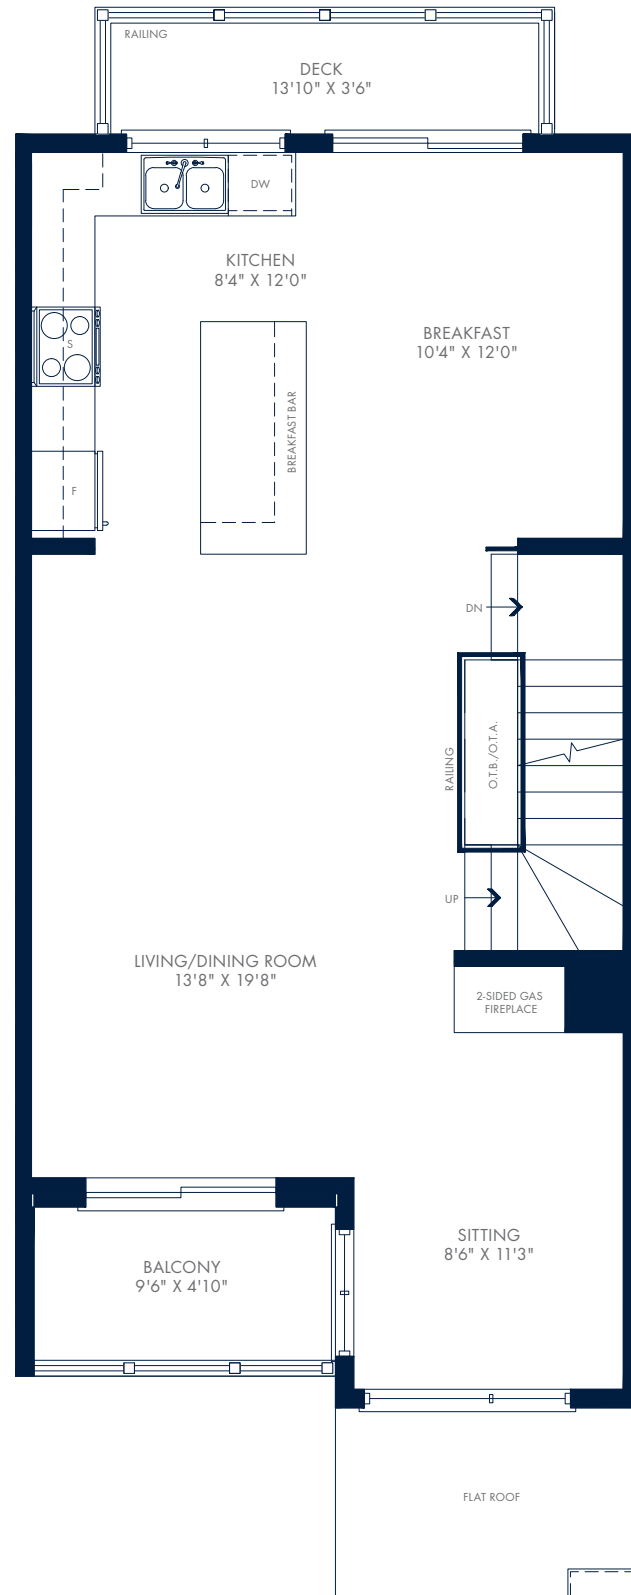 RAILING
DECK
13'10" X 3'6"
DW
KITCHEN
8'4" X 12'0"
BREAKFAST
10'4" X 12'0"
S
BREAKFAST BAR
F
DN
RAILING
O.T.B./O.T.A.
UP
LIVING/DINING ROOM
13'8" X 19'8"
2-SIDED GAS
FIREPLACE
SITTING
8'6" X 11'3"
BALCONY
9'6" X 4'10"
FLAT ROOF